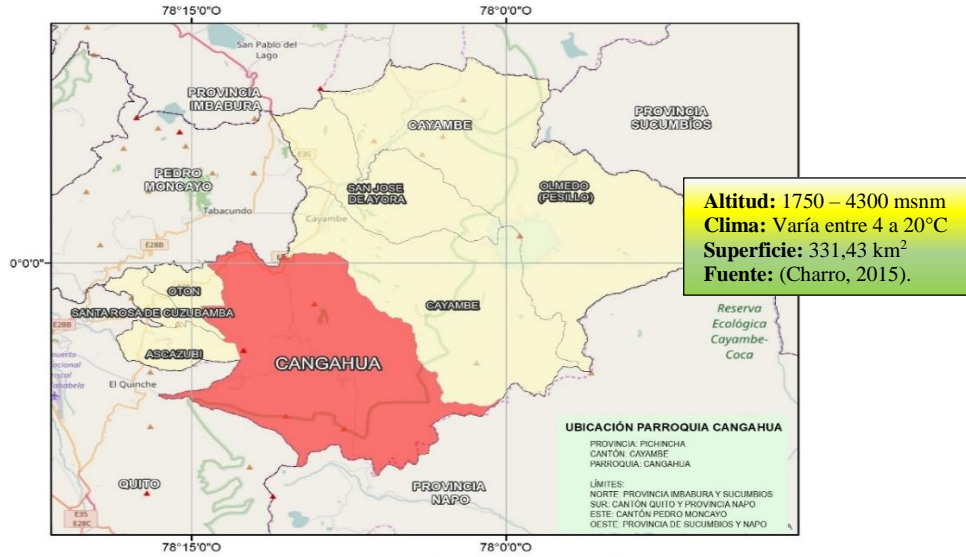 78°15'0"O
78°0'0"O
San Pablo del
Lago
PROVINCIA
IMBABURA
CAYAMBE
PROVINCIA
SUCUMBÍOS
E35
PEDRO
MONCAYO
SAN JOSE
DE AYORA
OLMEDO
(PESILLO)
Tabacundo
Cayambe
Altitud: 1750 – 4300 msnm
Clima: Varía entre 4 a 20°C
Superficie: 331,43 km²
Fuente: (Charro, 2015).
E28B
0°0'0"
OTON
SANTA ROSA DE CUZUBAMBA
CAYAMBE
E28B
ASCAZUBI
CANGAHUA
Reserva
Ecológica
Cayambe-
Coca
El Quinche
UBICACIÓN PARROQUIA CANGAHUA
PROVINCIA: PICHINCHA
CANTÓN: CAYAMBE
PARROQUIA: CANGAHUA
LÍMITES:
NORTE: PROVINCIA IMBABURA Y SUCUMBIOS
SUR: CANTÓN QUITO Y PROVINCIA NAPO
ESTE: CANTÓN PEDRO MONCAYO
OESTE: PROVINCIA DE SUCUMBIOS Y NAPO
QUITO
PROVINCIA
NAPO
E35
E28C
78°15'0"O
78°0'0"O